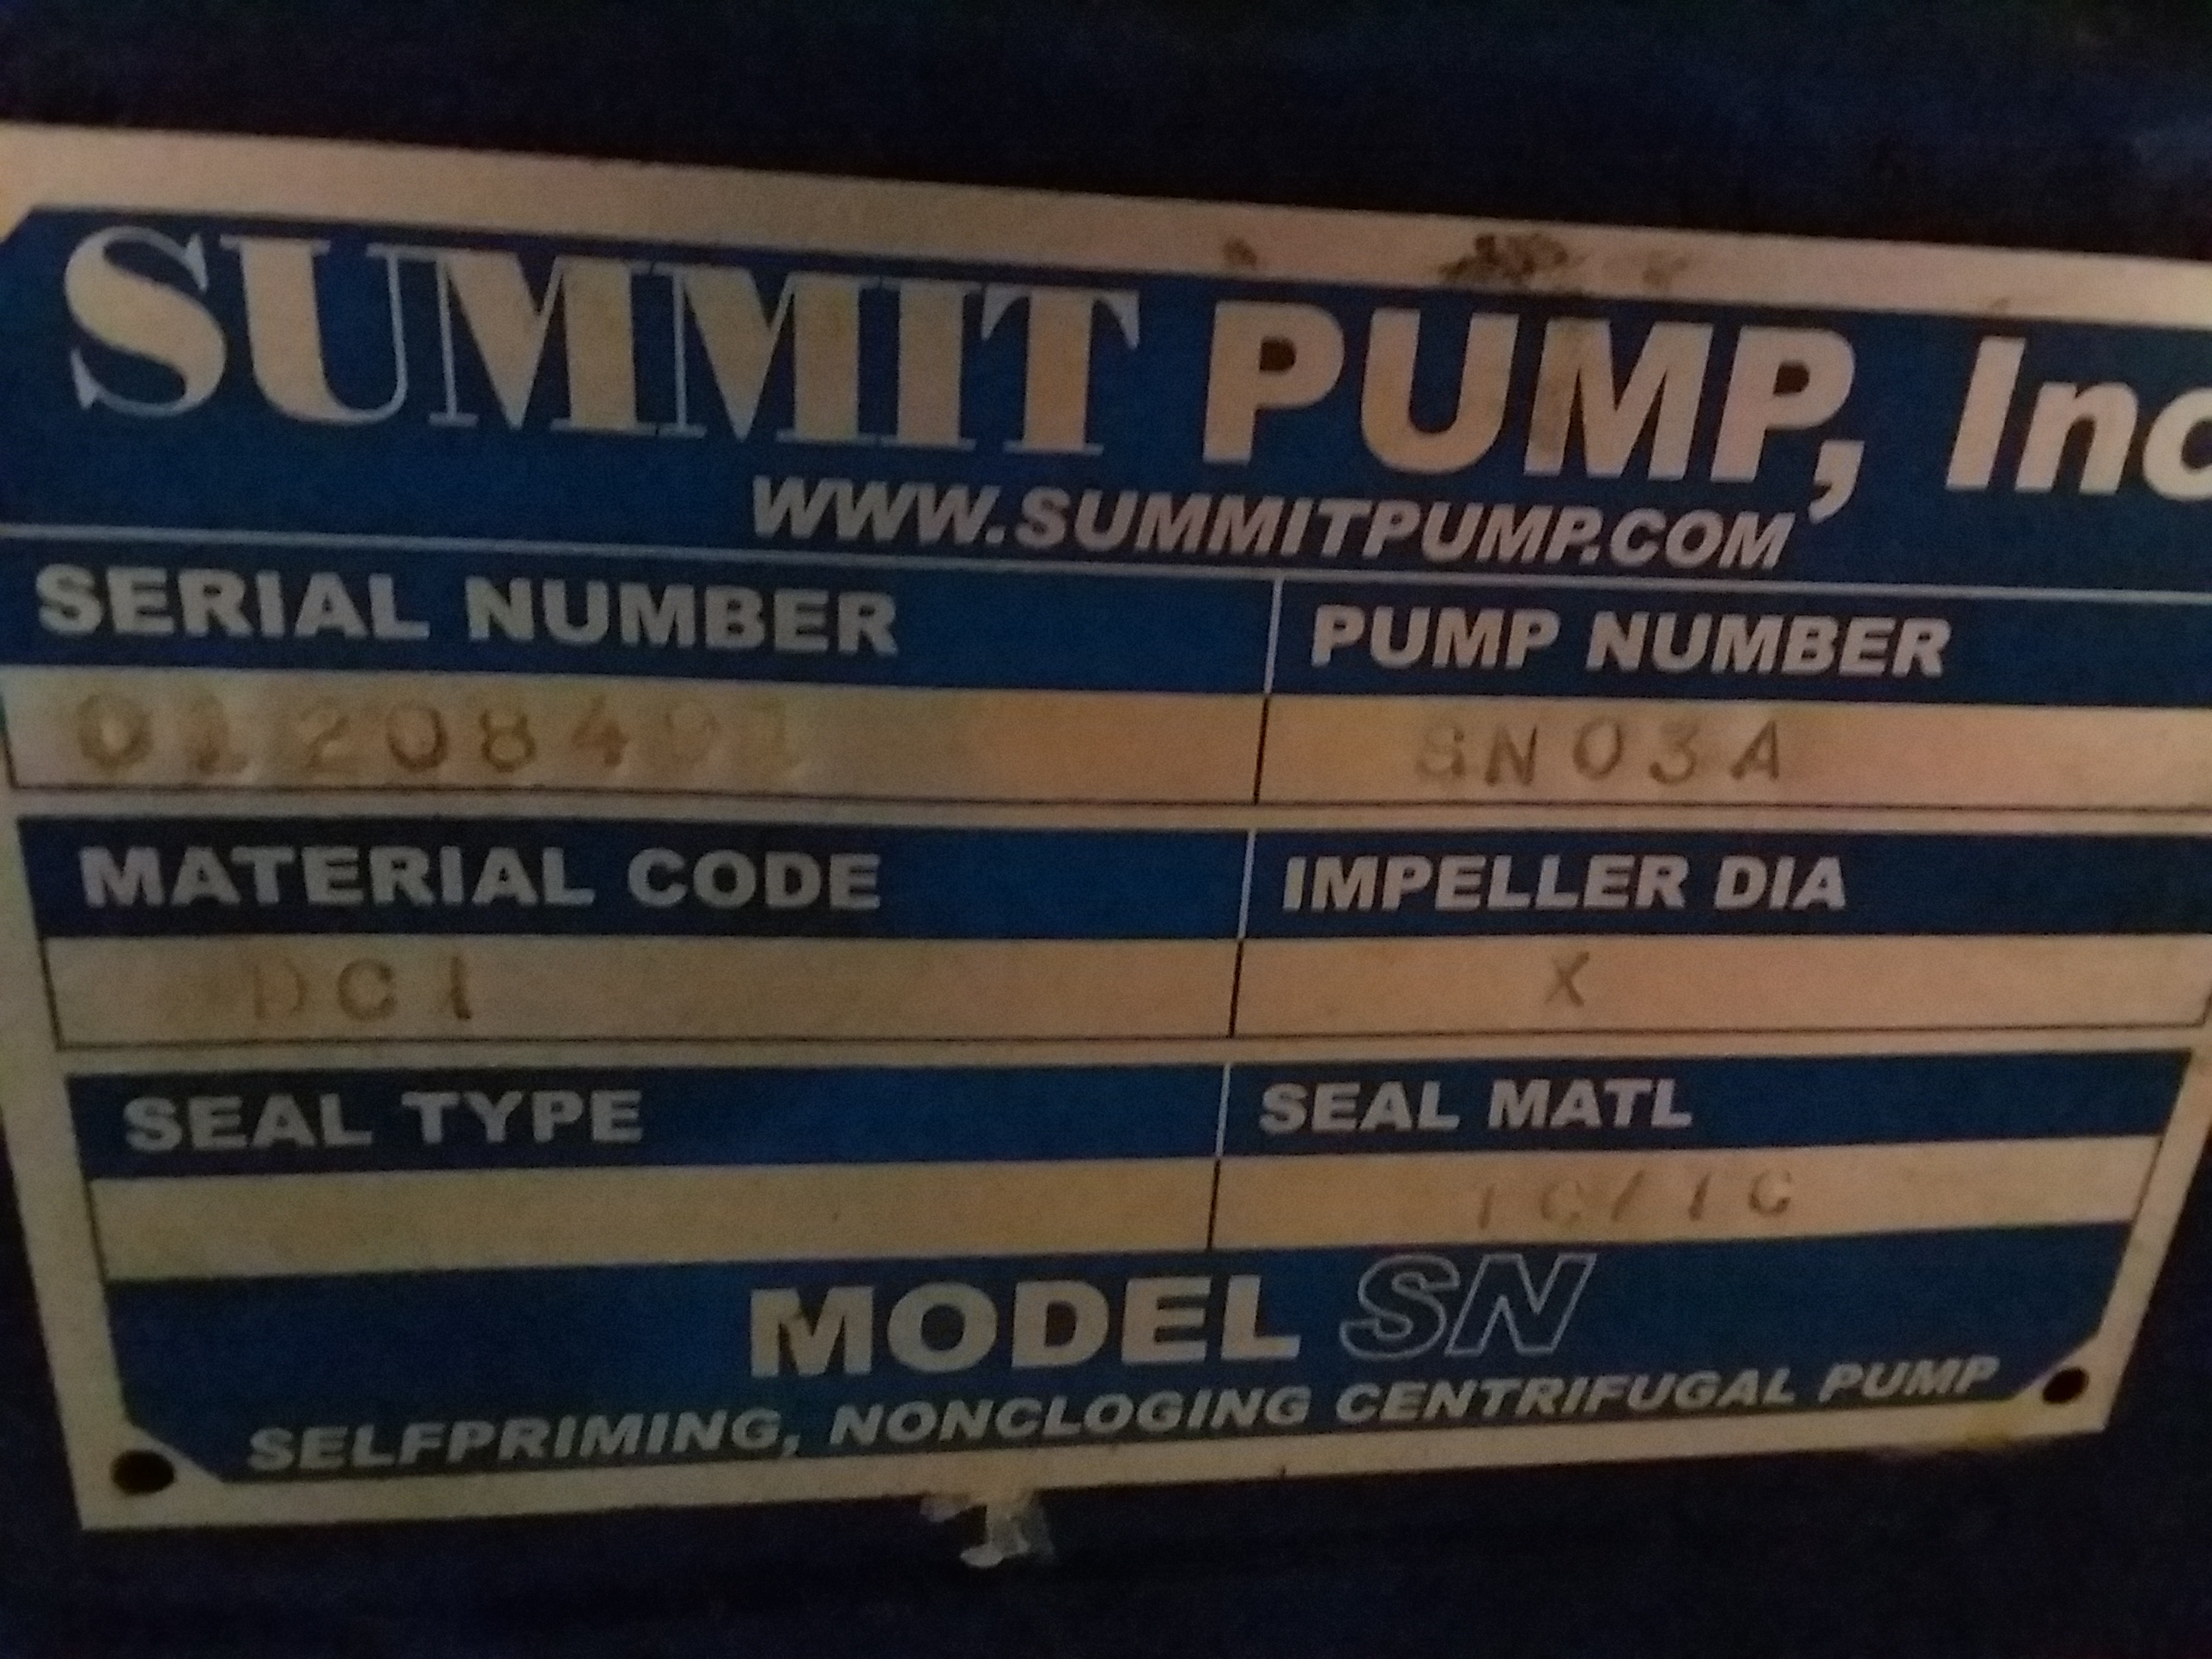 SUMMIT PUMP, Inc
WWW.SUMMITPUMP.COM
SERIAL NUMBER PUMP NUMBER
SN03A
MATERIAL CODE IMPELLER DIA
DC1 X
SEAL TYPE SEAL MATL
TC/TC
MODEL SN
SELFPRIMING, NONCLOGING CENTRIFUGAL PUMP